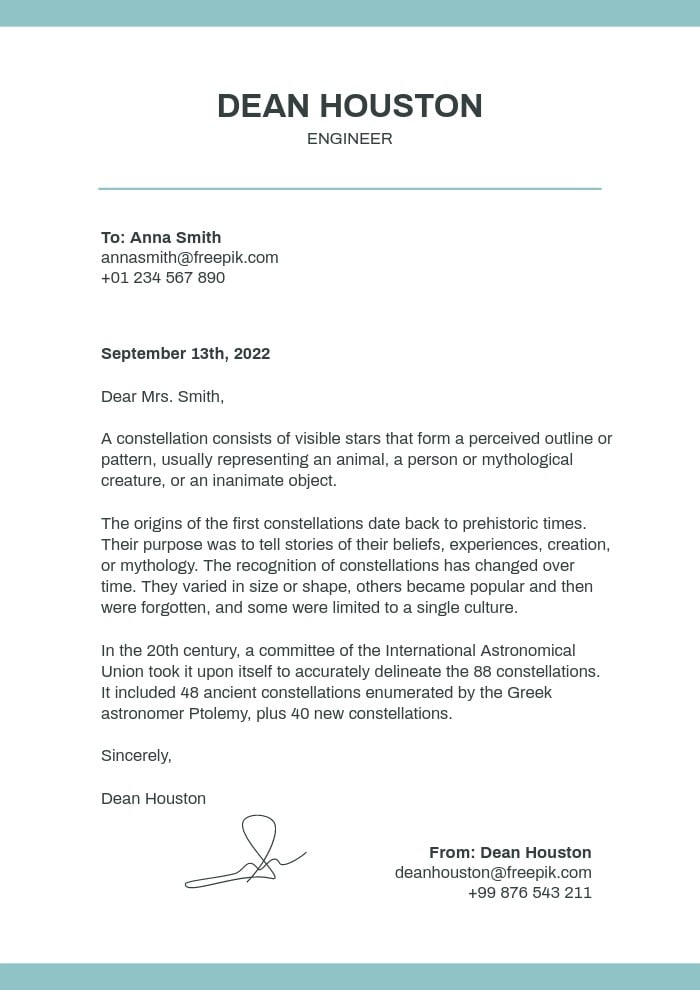 DEAN HOUSTON
ENGINEER
To: Anna Smith
annasmith@freepik.com
+01 234 567 890
September 13th, 2022
Dear Mrs. Smith,
A constellation consists of visible stars that form a perceived outline or
pattern, usually representing an animal, a person or mythological
creature, or an inanimate object.
The origins of the first constellations date back to prehistoric times.
Their purpose was to tell stories of their beliefs, experiences, creation,
or mythology. The recognition of constellations has changed over
time. They varied in size or shape, others became popular and then
were forgotten, and some were limited to a single culture.
In the 20th century, a committee of the International Astronomical
Union took it upon itself to accurately delineate the 88 constellations.
It included 48 ancient constellations enumerated by the Greek
astronomer Ptolemy, plus 40 new constellations.
Sincerely,
Dean Houston
From: Dean Houston
deanhouston@freepik.com
+99 876 543 211